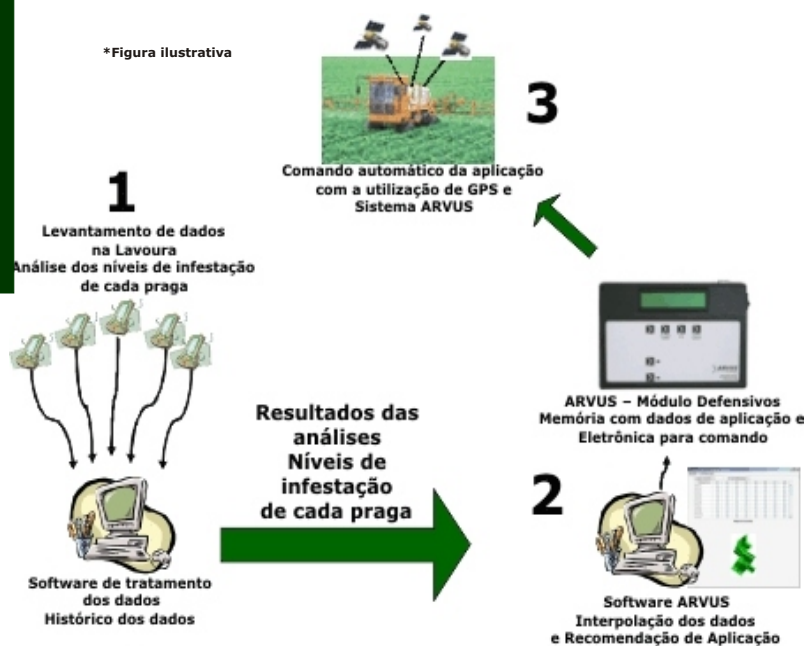 *Figura ilustrativa
1
Levantamento de dados
na Lavoura
Análise dos níveis de infestação
de cada praga
Software de tratamento
dos dados
Histórico dos dados
Resultados das
análises
Níveis de
infestação
de cada praga
2
Software ARVUS
Interpolação dos dados
e Recomendação de Aplicação
ARVUS – Módulo Defensivos
Memória com dados de aplicação e
Eletrônica para comando
3
Comando automático da aplicação
com a utilização de GPS e
Sistema ARVUS